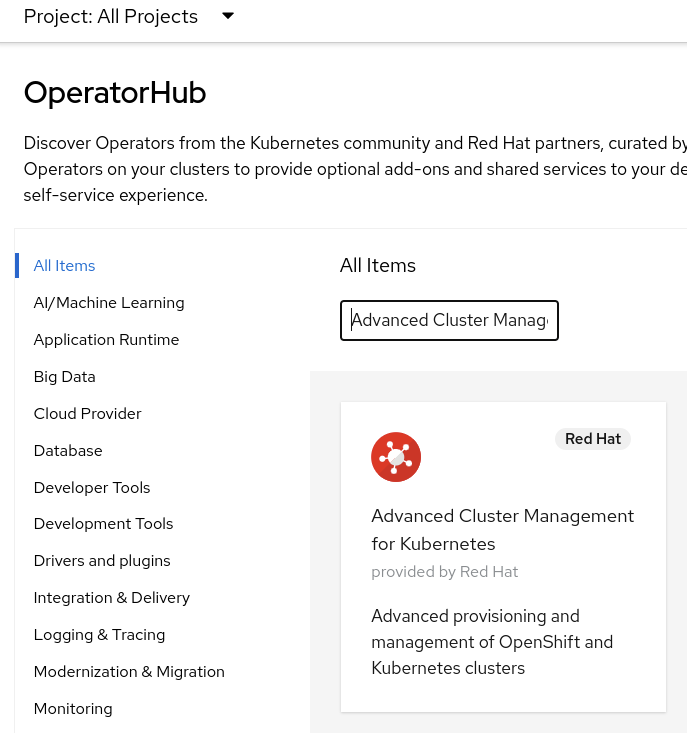 Project: All Projects
OperatorHub
Discover Operators from the Kubernetes community and Red Hat partners, curated by
Operators on your clusters to provide optional add-ons and shared services to your de
self-service experience.
All Items
AI/Machine Learning
Application Runtime
Big Data
Cloud Provider
Database
Developer Tools
Development Tools
Drivers and plugins
Integration & Delivery
Logging & Tracing
Modernization & Migration
Monitoring
All Items
Advanced Cluster Manag
Red Hat
Advanced Cluster Management
for Kubernetes
provided by Red Hat
Advanced provisioning and
management of OpenShift and
Kubernetes clusters